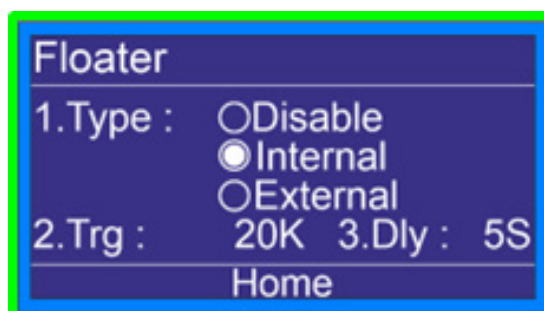 Floater
1.Type : ○Disable
◉Internal
○External
2.Trg : 20K 3.Dly : 5S
Home